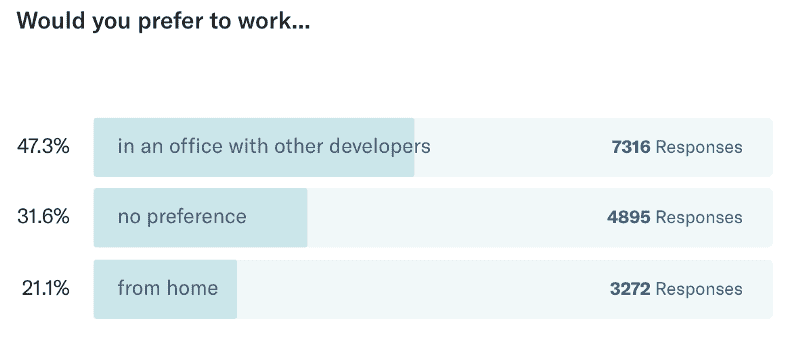 Would you prefer to work...
47.3% in an office with other developers 7316 Responses
31.6% no preference 4895 Responses
21.1% from home 3272 Responses